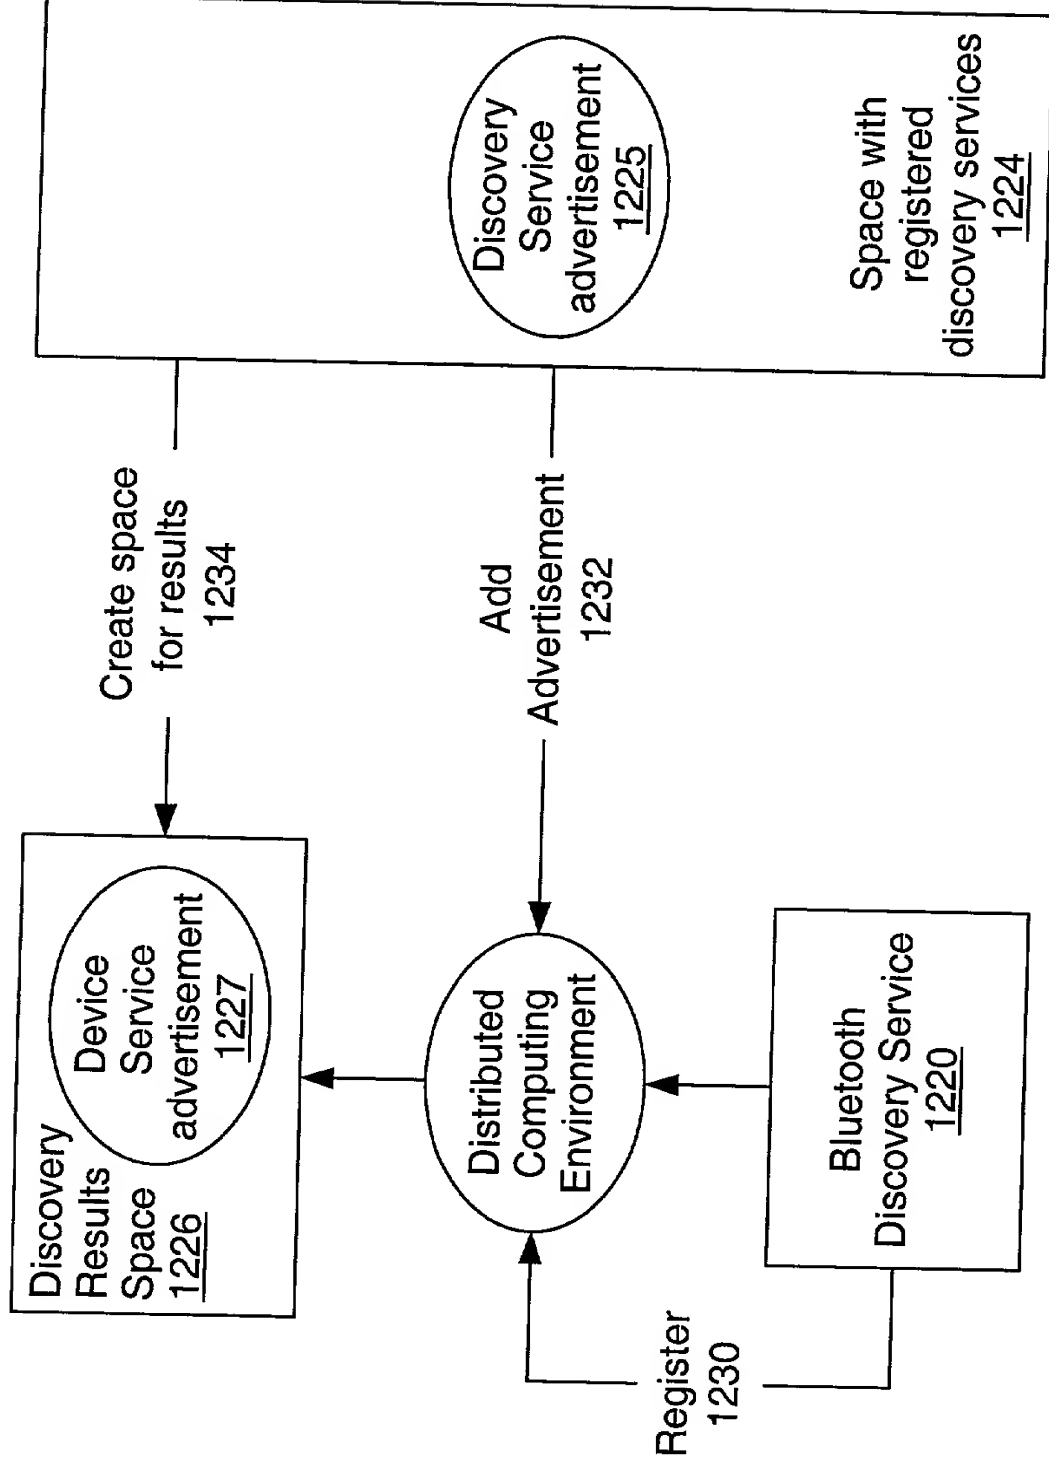 Discovery
Results
Space
1226
Device
Service
advertisement
1227
Create space
for results
1234
Distributed
Computing
Environment
Add
Advertisement
1232
Discovery
Service
advertisement
1225
Space with
registered
discovery services
1224
Register
1230
Bluetooth
Discovery Service
1220